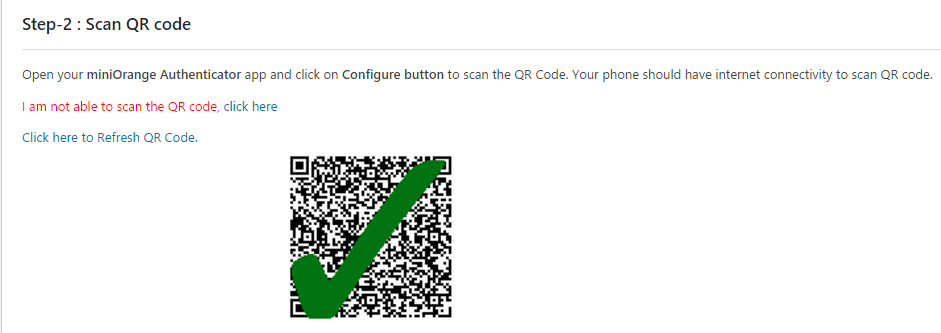 Step-2 : Scan QR code
Open your miniOrange Authenticator app and click on Configure button to scan the QR Code. Your phone should have internet connectivity to scan QR code.
I am not able to scan the QR code, click here
Click here to Refresh QR Code.